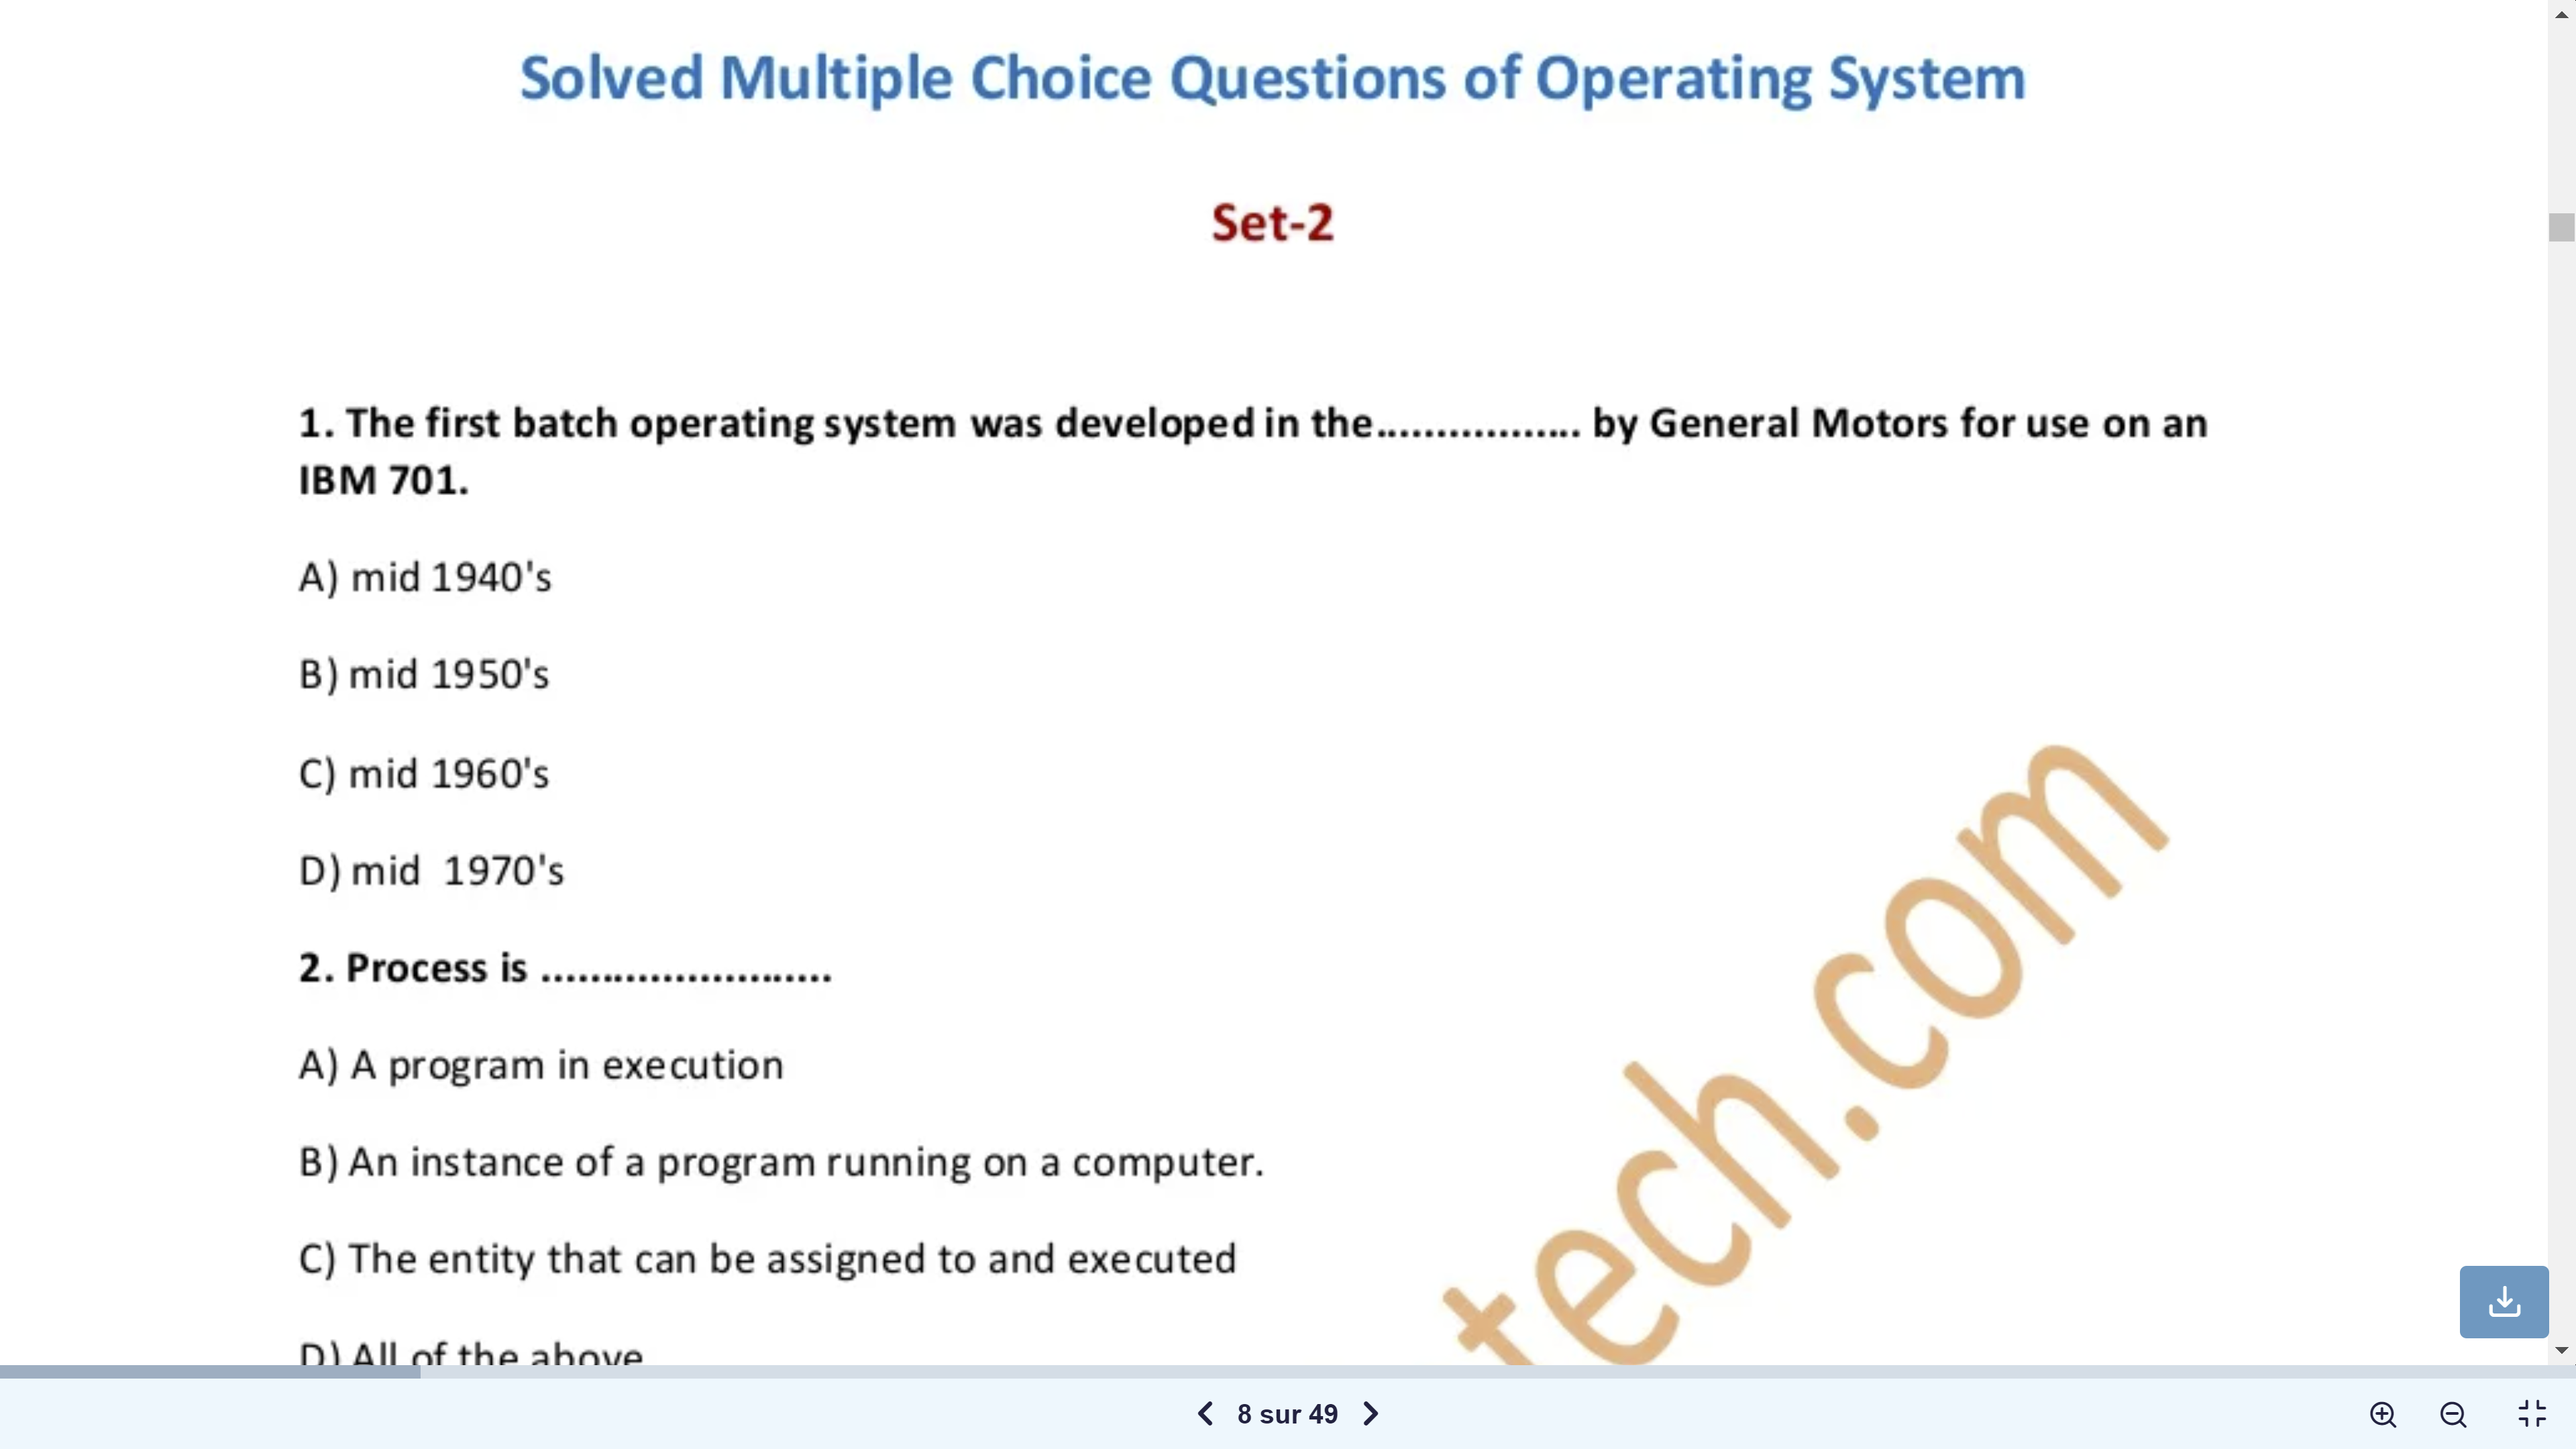 Solved Multiple Choice Questions of Operating System
Set-2
1. The first batch operating system was developed in the................. by General Motors for use on an
IBM 701.
A) mid 1940's
B) mid 1950's
C) mid 1960's
D) mid  1970's
2. Process is ........................
A) A program in execution
B) An instance of a program running on a computer.
C) The entity that can be assigned to and executed
D) All of the above
tech.com
8 sur 49